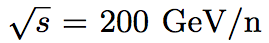 √s = 200 GeV/n